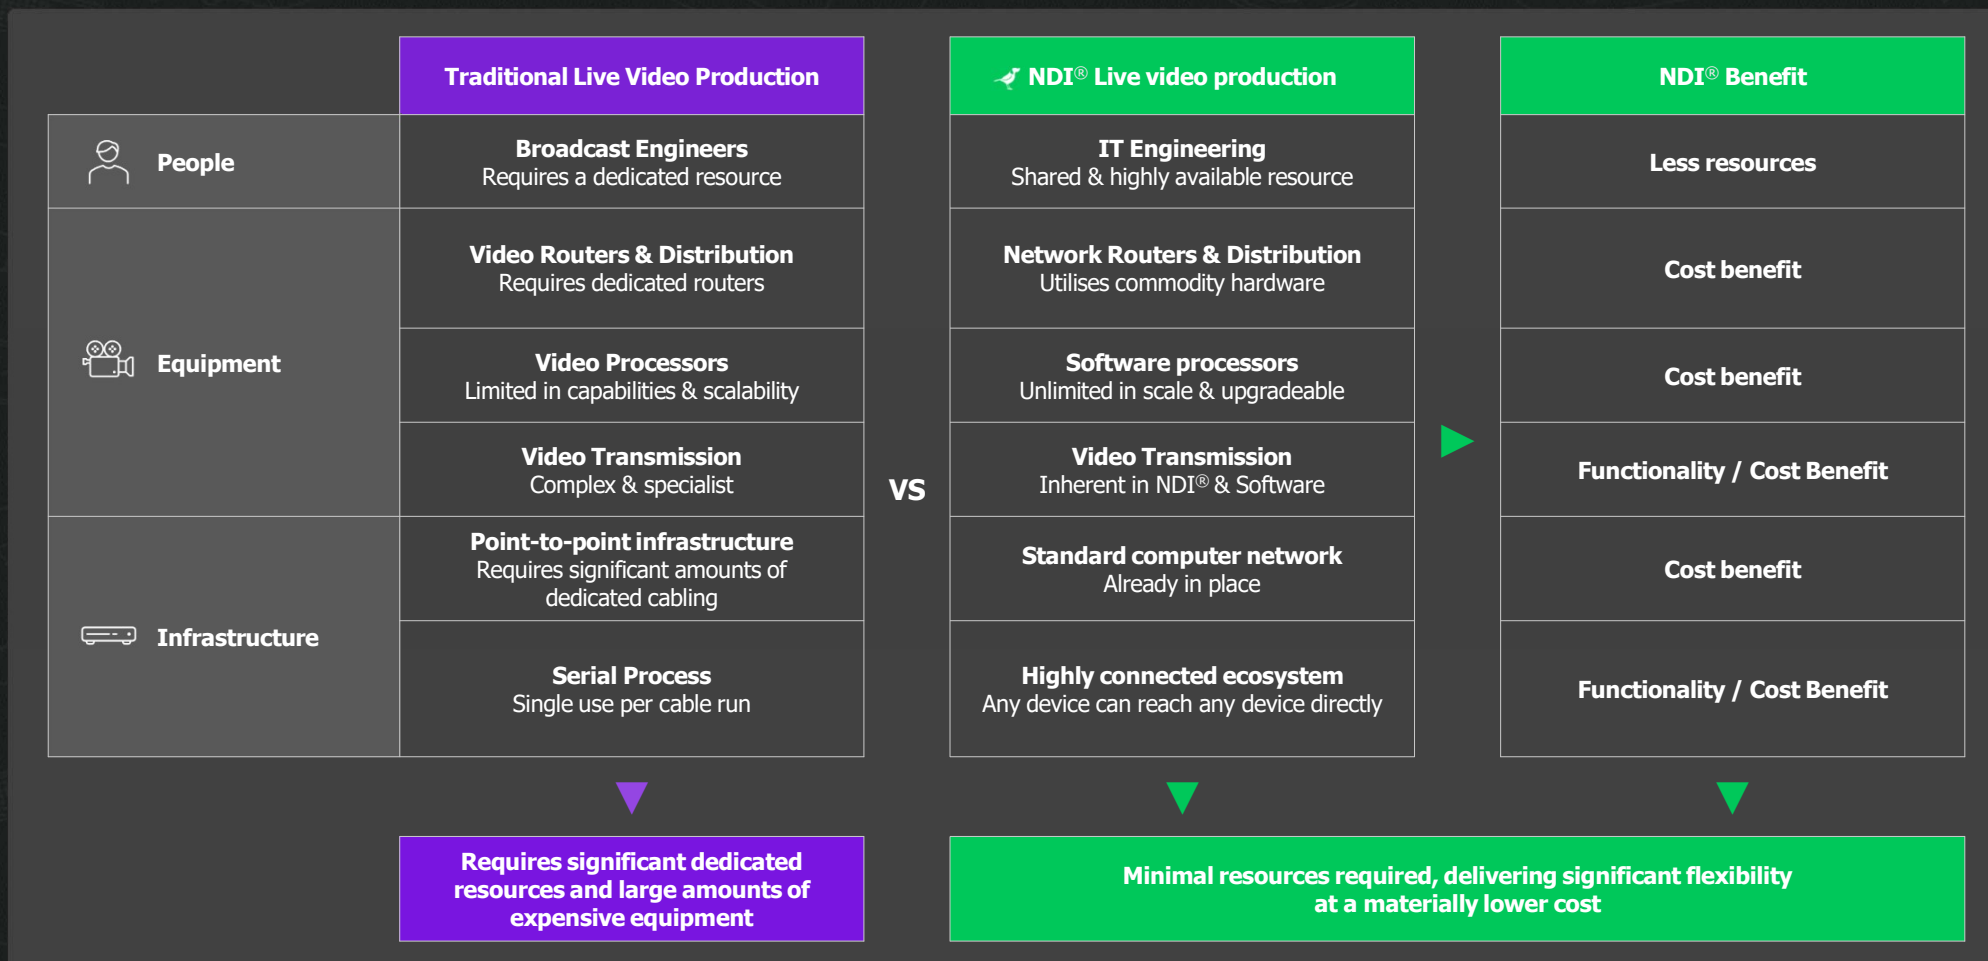 Traditional Live Video Production
NDI® Live video production
NDI® Benefit
People
Broadcast Engineers
Requires a dedicated resource
IT Engineering
Shared & highly available resource
Less resources
Equipment
Video Routers & Distribution
Requires dedicated routers
Network Routers & Distribution
Utilises commodity hardware
Cost benefit
Video Processors
Limited in capabilities & scalability
Software processors
Unlimited in scale & upgradeable
Cost benefit
Video Transmission
Complex & specialist
VS
Video Transmission
Inherent in NDI® & Software
Functionality / Cost Benefit
Infrastructure
Point-to-point infrastructure
Requires significant amounts of
dedicated cabling
Standard computer network
Already in place
Cost benefit
Serial Process
Single use per cable run
Highly connected ecosystem
Any device can reach any device directly
Functionality / Cost Benefit
Requires significant dedicated
resources and large amounts of
expensive equipment
Minimal resources required, delivering significant flexibility
at a materially lower cost